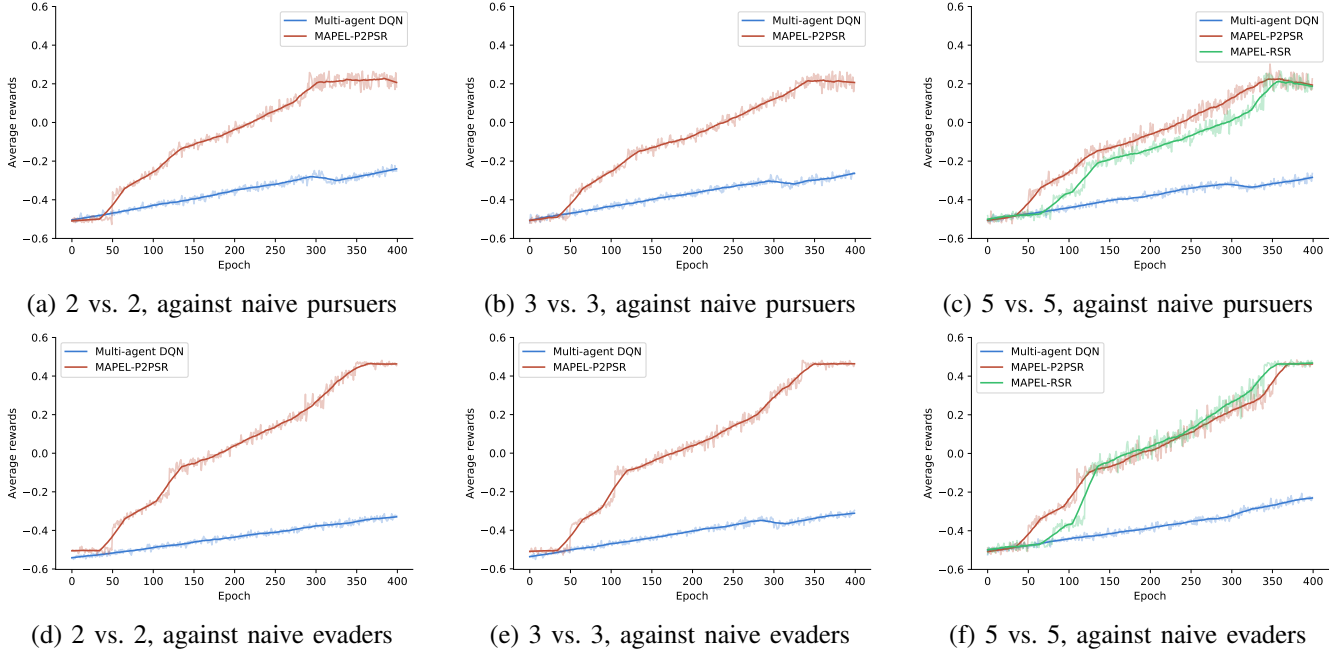 0.6
0.4
0.2
0.0
−0.2
−0.4
−0.6
Average rewards
Multi-agent DQN
MAPEL-P2PSR
0 50 100 150 200 250 300 350 400
Epoch
(a) 2 vs. 2, against naive pursuers
0.6
0.4
0.2
0.0
−0.2
−0.4
−0.6
Average rewards
Multi-agent DQN
MAPEL-P2PSR
0 50 100 150 200 250 300 350 400
Epoch
(b) 3 vs. 3, against naive pursuers
0.6
0.4
0.2
0.0
−0.2
−0.4
−0.6
Average rewards
Multi-agent DQN
MAPEL-P2PSR
MAPEL-RSR
0 50 100 150 200 250 300 350 400
Epoch
(c) 5 vs. 5, against naive pursuers
0.6
0.4
0.2
0.0
−0.2
−0.4
−0.6
Average rewards
Multi-agent DQN
MAPEL-P2PSR
0 50 100 150 200 250 300 350 400
Epoch
(d) 2 vs. 2, against naive evaders
0.6
0.4
0.2
0.0
−0.2
−0.4
−0.6
Average rewards
Multi-agent DQN
MAPEL-P2PSR
0 50 100 150 200 250 300 350 400
Epoch
(e) 3 vs. 3, against naive evaders
0.6
0.4
0.2
0.0
−0.2
−0.4
−0.6
Average rewards
Multi-agent DQN
MAPEL-P2PSR
MAPEL-RSR
0 50 100 150 200 250 300 350 400
Epoch
(f) 5 vs. 5, against naive evaders